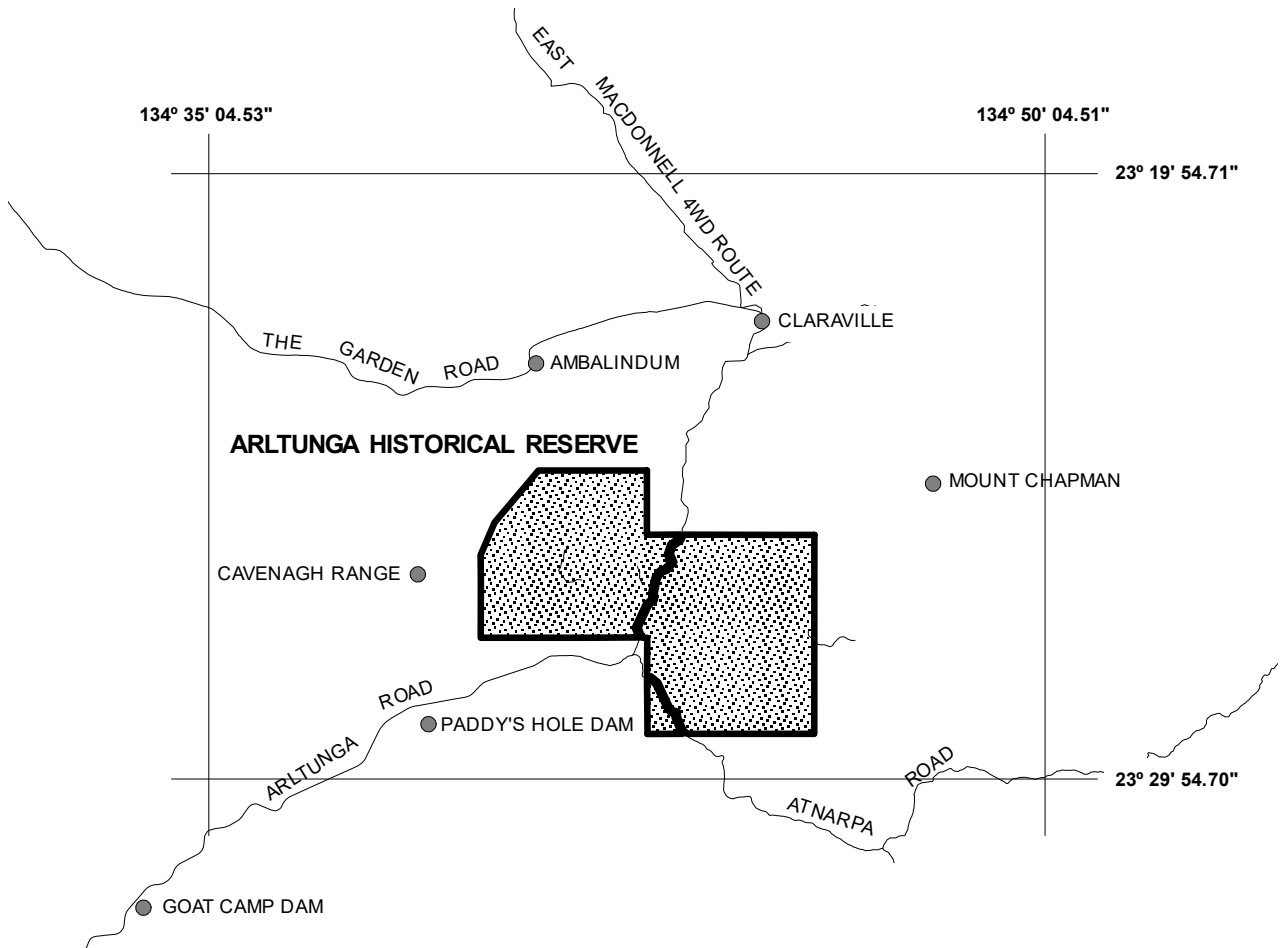 EAST MACDONNELL 4WD ROUTE
134º 35' 04.53"
134º 50' 04.51"
23º 19' 54.71"
CLARAVILLE
THE GARDEN ROAD
AMBALINDUM
ARLTUNGA HISTORICAL RESERVE
MOUNT CHAPMAN
CAVENAGH RANGE
ARLTUNGA ROAD
PADDY'S HOLE DAM
23º 29' 54.70"
ATNARPA ROAD
GOAT CAMP DAM